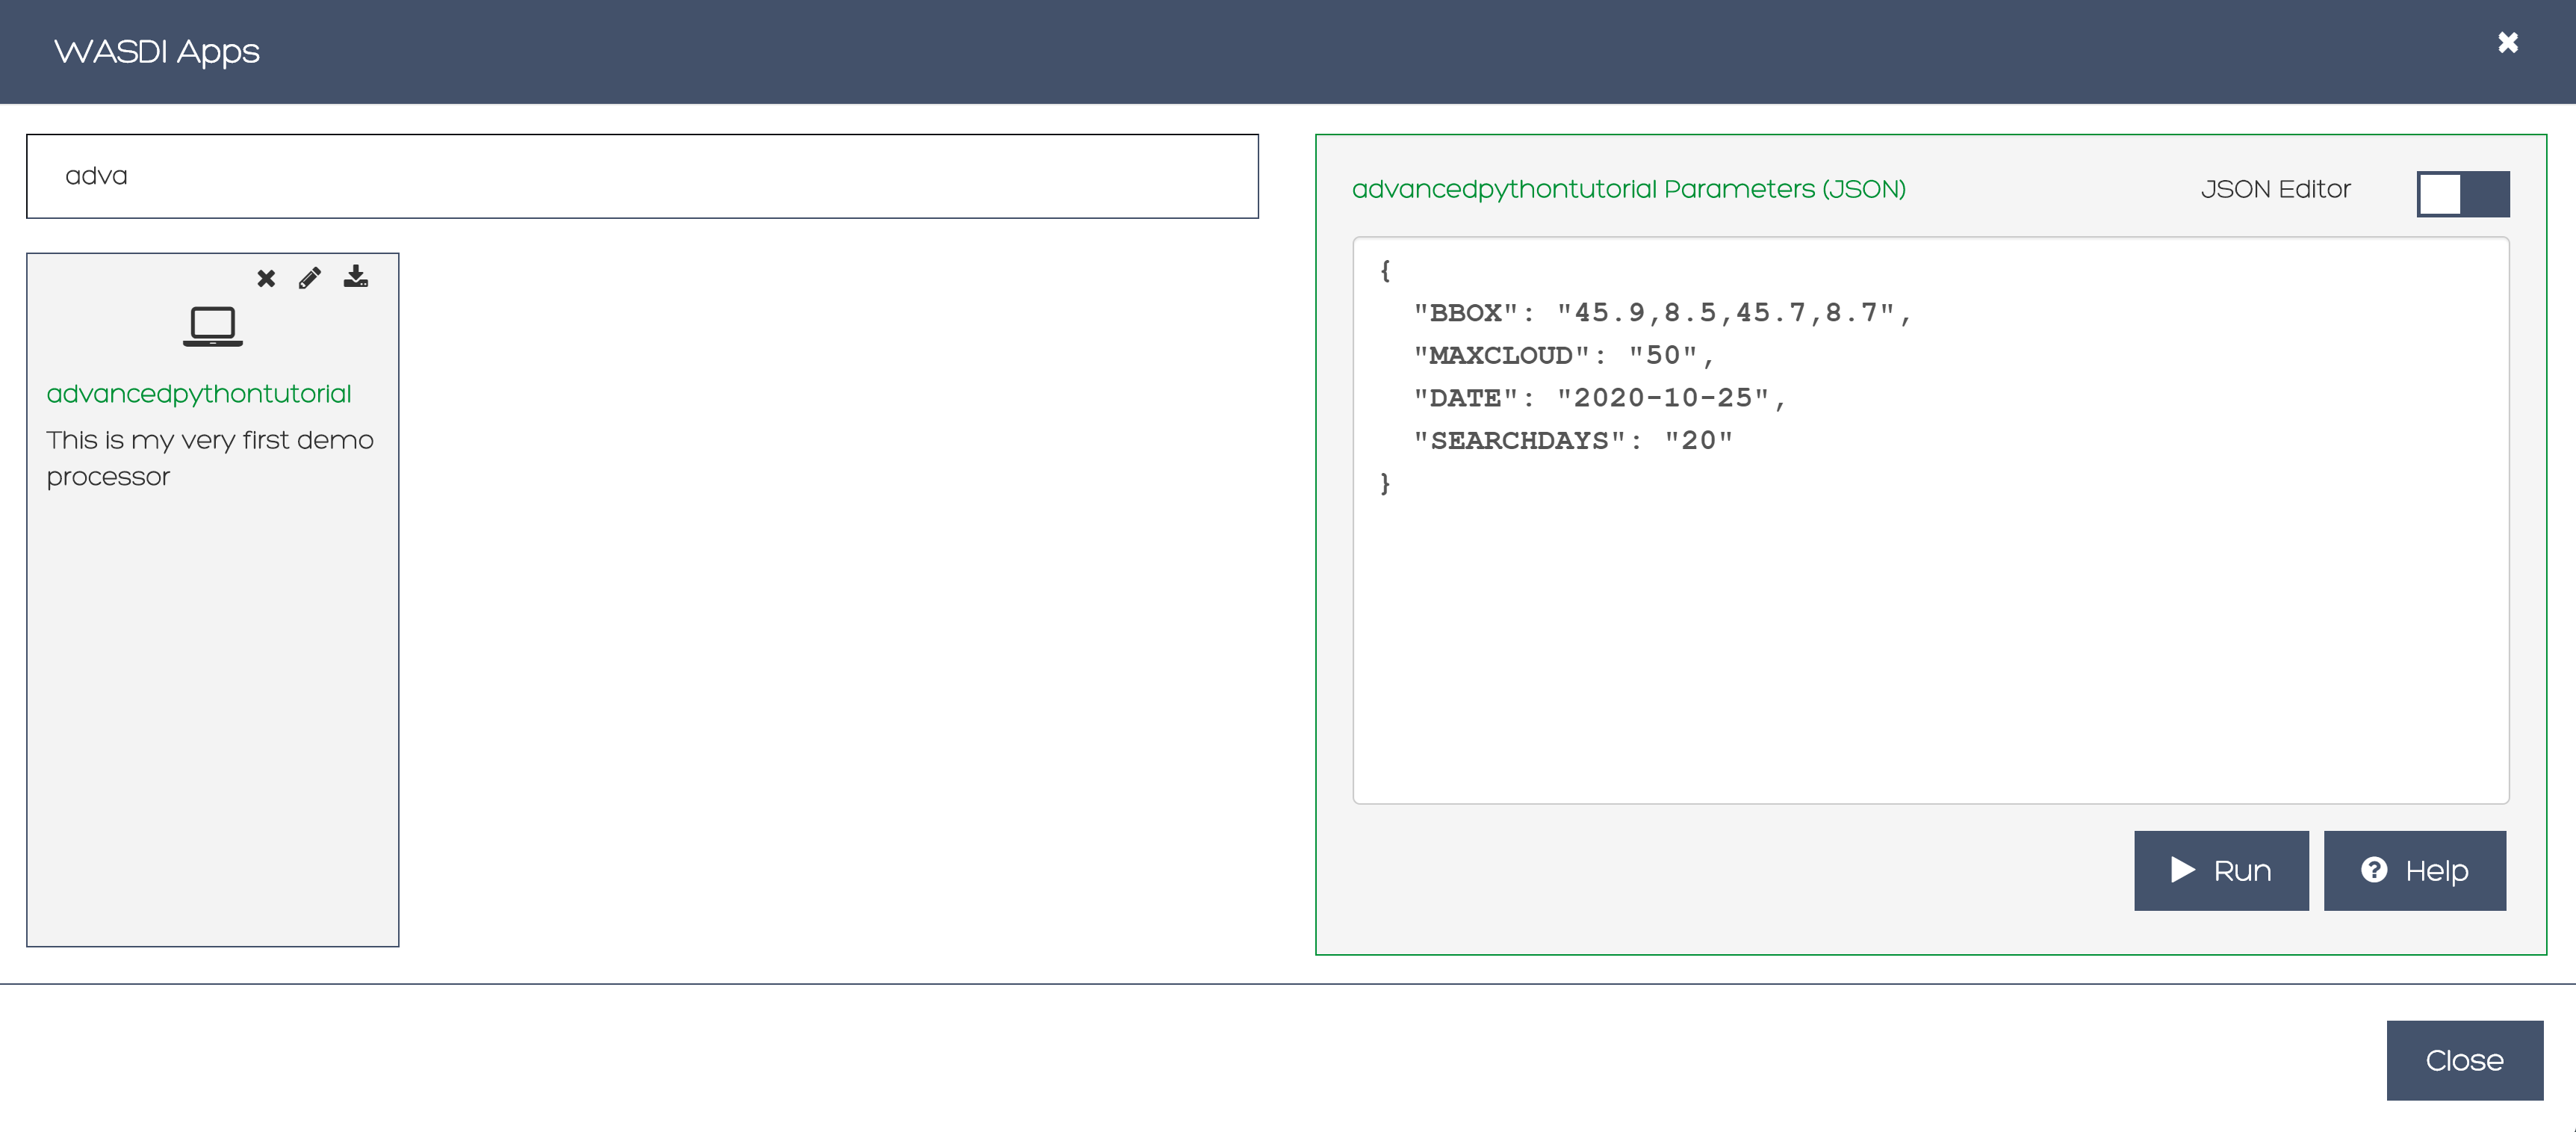 WASDI Apps
adva
advancedpythontutorial
This is my very first demo
processor
advancedpythontutorial Parameters (JSON)
JSON Editor
{
"BBOX": "45.9,8.5,45.7,8.7",
"MAXCLOUD": "50",
"DATE": "2020-10-25",
"SEARCHDAYS": "20"
}
Run
Help
Close